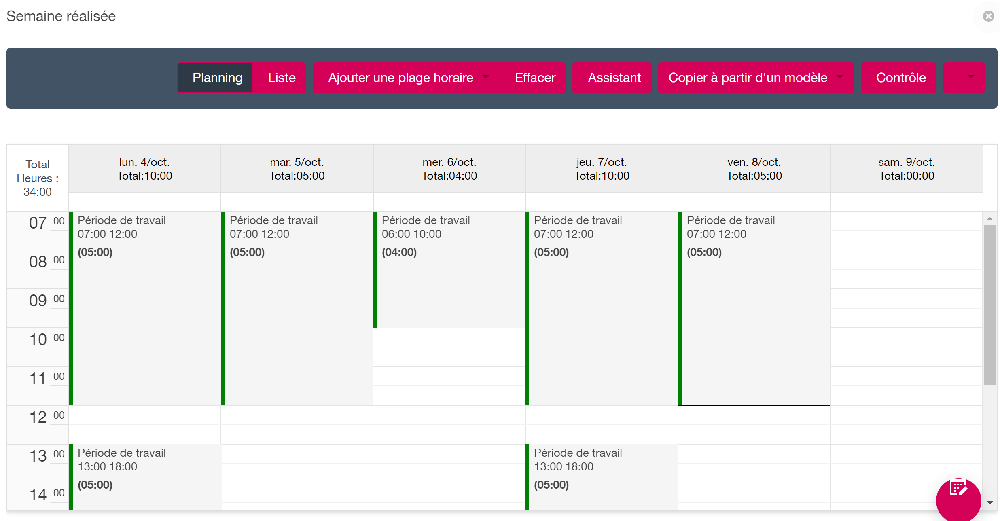 Semaine réalisée
Planning Liste Ajouter une plage horaire Effacer Assistant Copier à partir d'un modèle Contrôle
Total
Heures :
34:00
lun. 4/oct.
Total:10:00
mar. 5/oct.
Total:05:00
mer. 6/oct.
Total:04:00
jeu. 7/oct.
Total:10:00
ven. 8/oct.
Total:05:00
sam. 9/oct.
Total:00:00
07 00
08 00
09 00
10 00
11 00
12 00
13 00
14 00
Période de travail
07:00 12:00
(05:00)
Période de travail
13:00 18:00
(05:00)
Période de travail
07:00 12:00
(05:00)
Période de travail
06:00 10:00
(04:00)
Période de travail
07:00 12:00
(05:00)
Période de travail
13:00 18:00
(05:00)
Période de travail
07:00 12:00
(05:00)